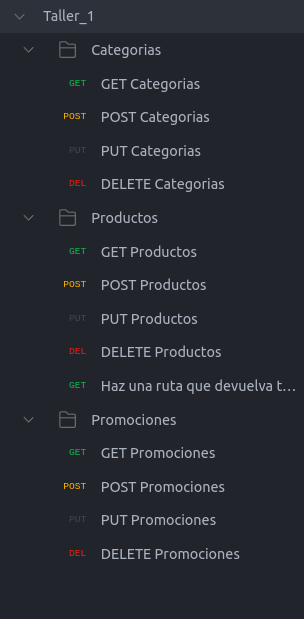 Taller_1
Categorias
GET GET Categorias
POST POST Categorias
PUT PUT Categorias
DEL DELETE Categorias
Productos
GET GET Productos
POST POST Productos
PUT PUT Productos
DEL DELETE Productos
GET Haz una ruta que devuelva t...
Promociones
GET GET Promociones
POST POST Promociones
PUT PUT Promociones
DEL DELETE Promociones